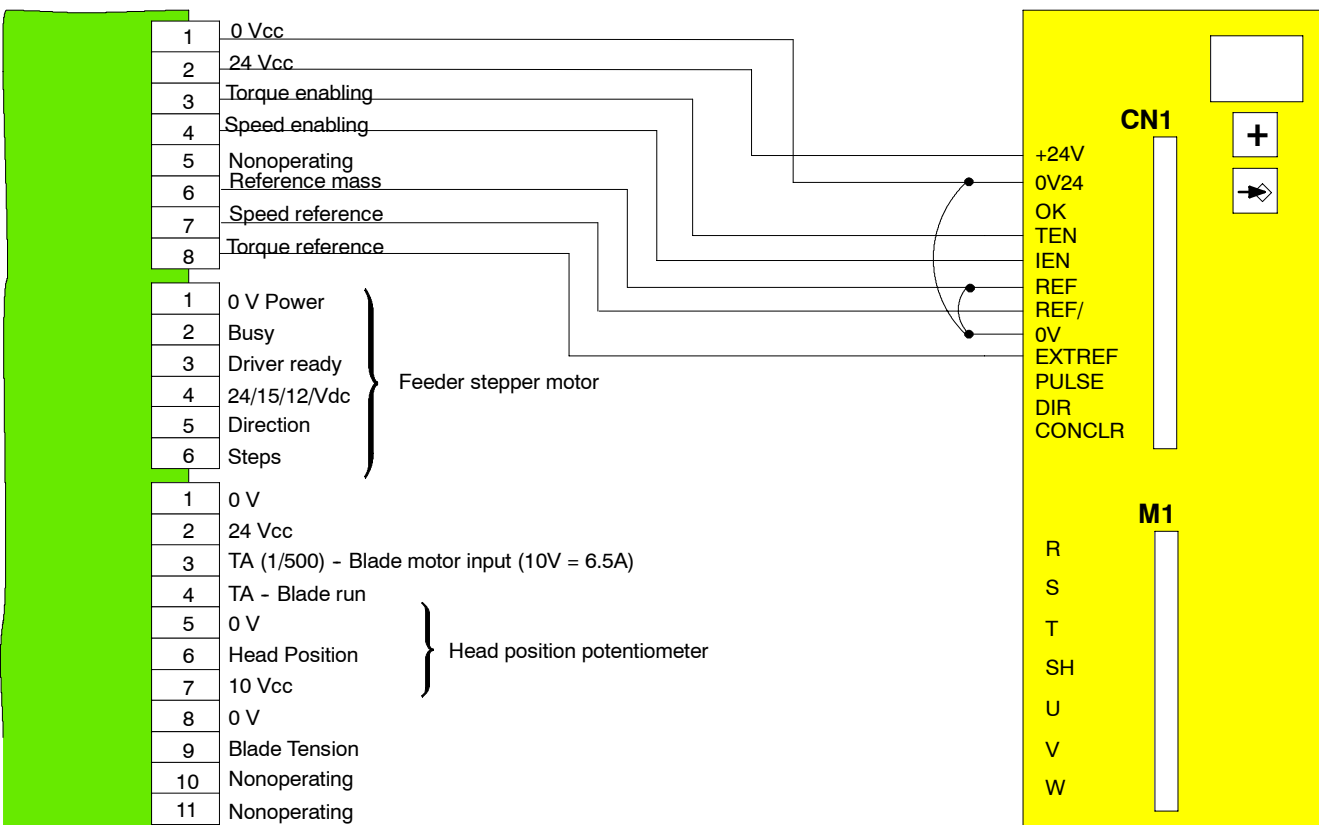 1 0 Vcc
2 24 Vcc
3 Torque enabling
4 Speed enabling
5 Nonoperating
6 Reference mass
7 Speed reference
8 Torque reference
1 0 V Power
2 Busy
3 Driver ready
4 24/15/12/Vdc
5 Direction
6 Steps
Feeder stepper motor
1 0 V
2 24 Vcc
3 TA (1/500) - Blade motor input (10V = 6.5A)
4 TA - Blade run
5 0 V
6 Head Position
7 10 Vcc
Head position potentiometer
8 0 V
9 Blade Tension
10 Nonoperating
11 Nonoperating
CN1
+
+24V
0V24
OK
TEN
IEN
REF
REF/
0V
EXTREF
PULSE
DIR
CONCLR
M1
R
S
T
SH
U
V
W